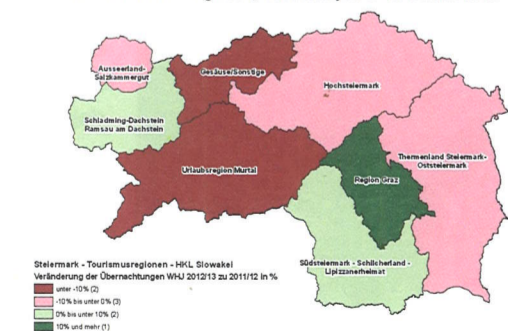 Ausseerland-
Salzkammergut
Gesäuse/Sonstige
Hochsteiermark
Schladming-Dachstein
Ramsau am Dachstein
Urlaubsregion Murtal
Region Graz
Thermenland Steiermark-
Oststeiermark
Südsteiermark - Schilcherland -
Lipizzanerheimat
Steiermark - Tourismusregionen - HKL Slowakei
Veränderung der Übernachtungen WHJ 2012/13 zu 2011/12 in %
unter -10% (2)
-10% bis unter 0% (3)
0% bis unter 10% (2)
10% und mehr (1)